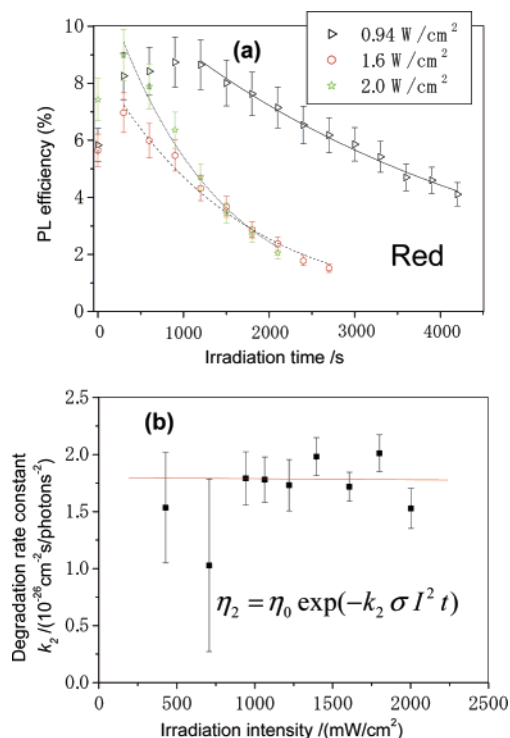 (a)
0.94 W/cm²
1.6 W/cm²
2.0 W/cm²
PL efficiency (%)
10
8
6
4
2
0
Red
0 1000 2000 3000 4000
Irradiation time /s
(b)
Degradation rate constant
k₂ /(10⁻²⁶cm⁻²s/photons⁻²)
2.5
2.0
1.5
1.0
0.5
0.0
η₂ = η₀ exp(−k₂ σ I² t)
0 500 1000 1500 2000 2500
Irradiation intensity /(mW/cm²)